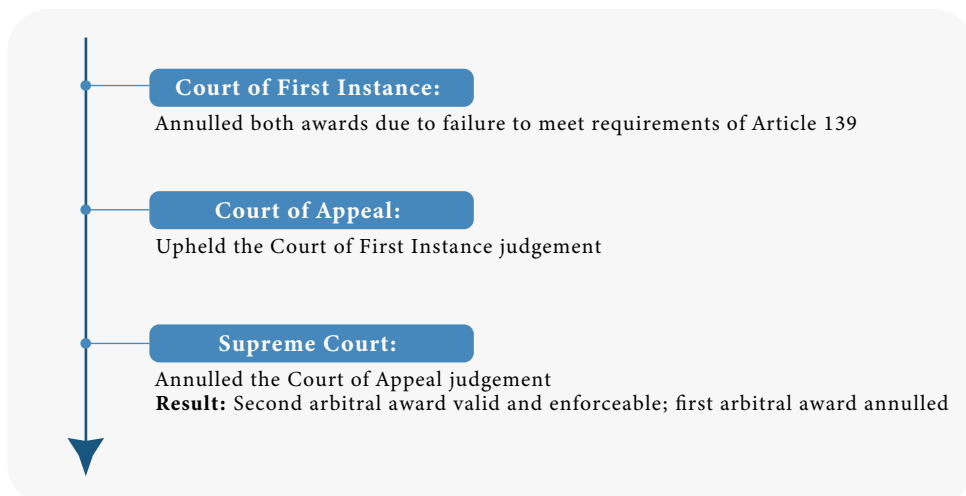 Court of First Instance:
Annulled both awards due to failure to meet requirements of Article 139
Court of Appeal:
Upheld the Court of First Instance judgement
Supreme Court:
Annulled the Court of Appeal judgement
Result: Second arbitral award valid and enforceable; first arbitral award annulled